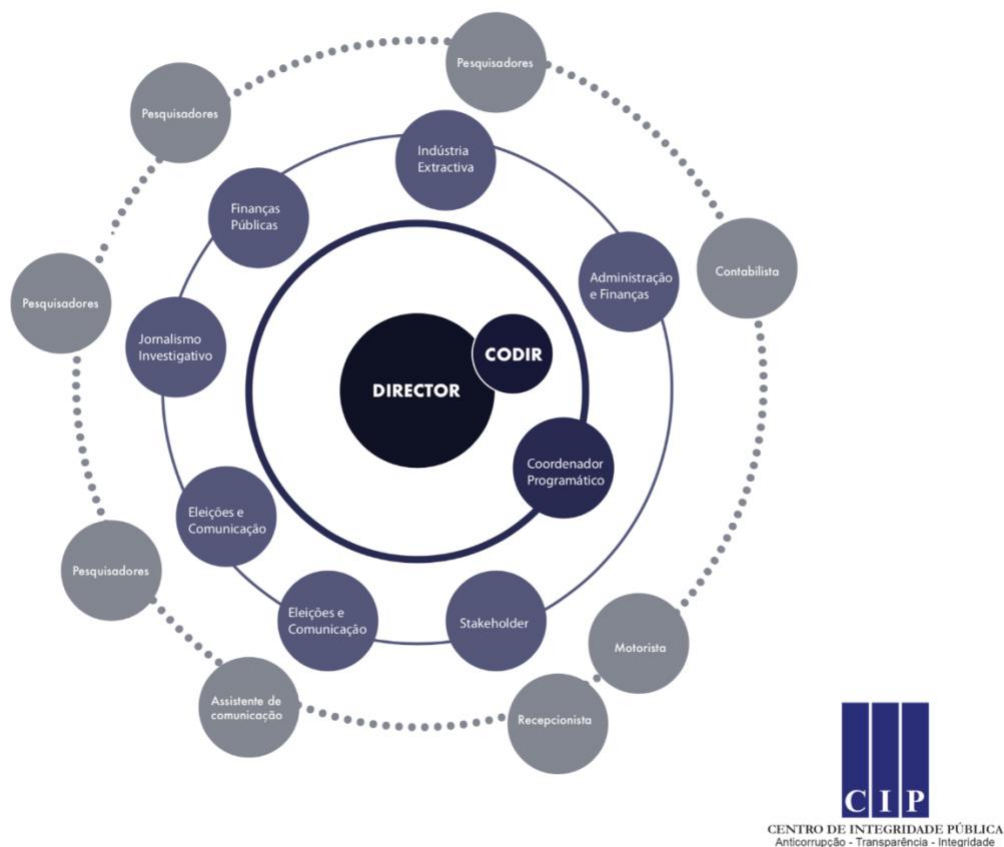 Pesquisadores
Pesquisadores
Indústria
Extractiva
Finanças
Públicas
Administração
e Finanças
Contabilista
Pesquisadores
Jornalismo
Investigativo
CODIR
DIRECTOR
Coordenador
Programático
Eleições e
Comunicação
Pesquisadores
Eleições e
Comunicação
Stakeholder
Motorista
Assistente de
comunicação
Recepcionista
CIP
CENTRO DE INTEGRIDADE PÚBLICA
Anticorrupção - Transparência - Integridade